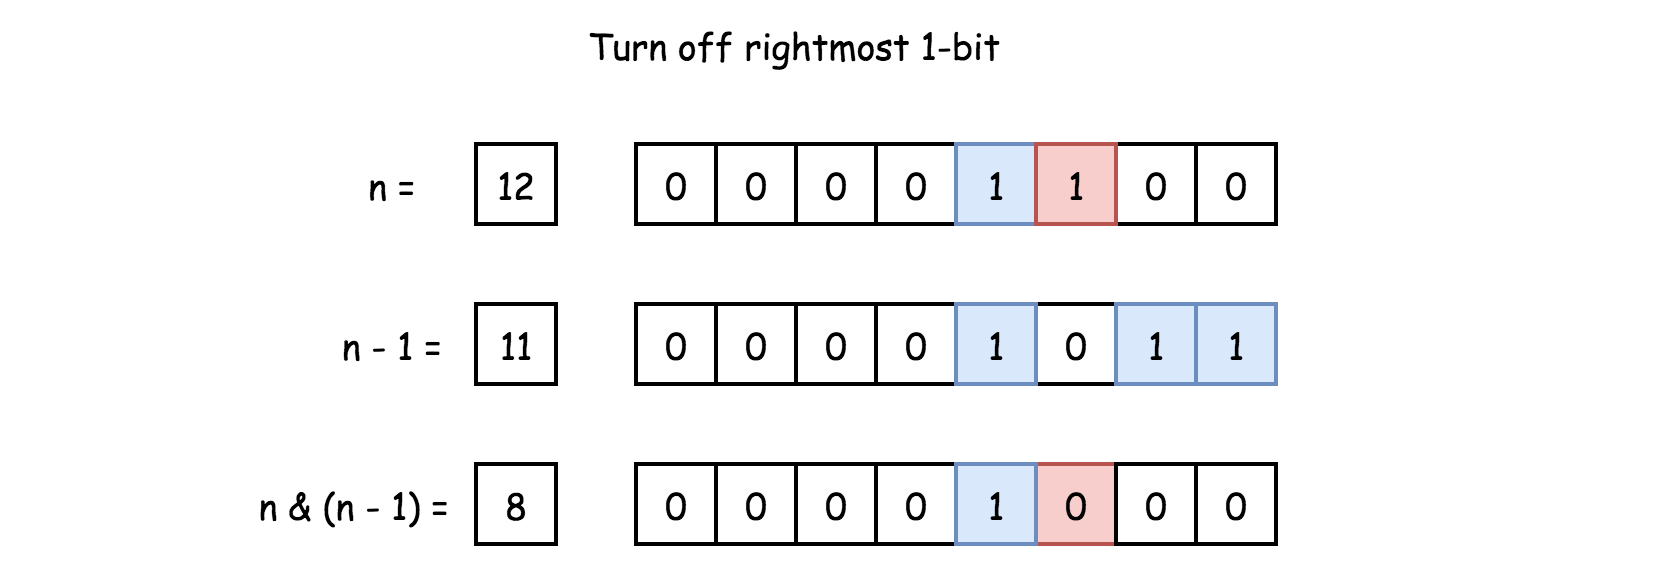 Turn off rightmost 1-bit
n = 12 0 0 0 0 1 1 0 0
n - 1 = 11 0 0 0 0 1 0 1 1
n & (n - 1) = 8 0 0 0 0 1 0 0 0